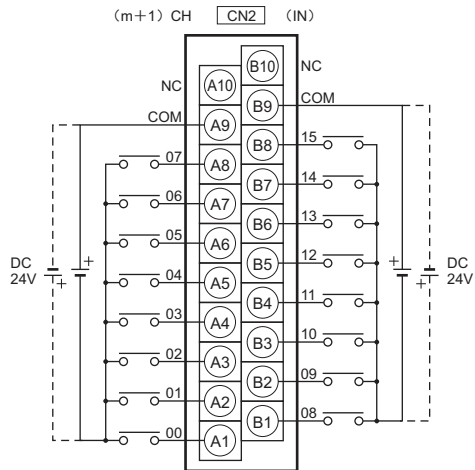 (m+1) CH CN2 (IN)
B10 NC
NC A10
B9 COM
COM A9
B8 15
07 A8
B7 14
06 A7
B6 13
05 A6
B5 12
DC 24V + + 04 A5
B4 11 + + DC 24V
03 A4
B3 10
02 A3
B2 09
01 A2
B1 08
00 A1